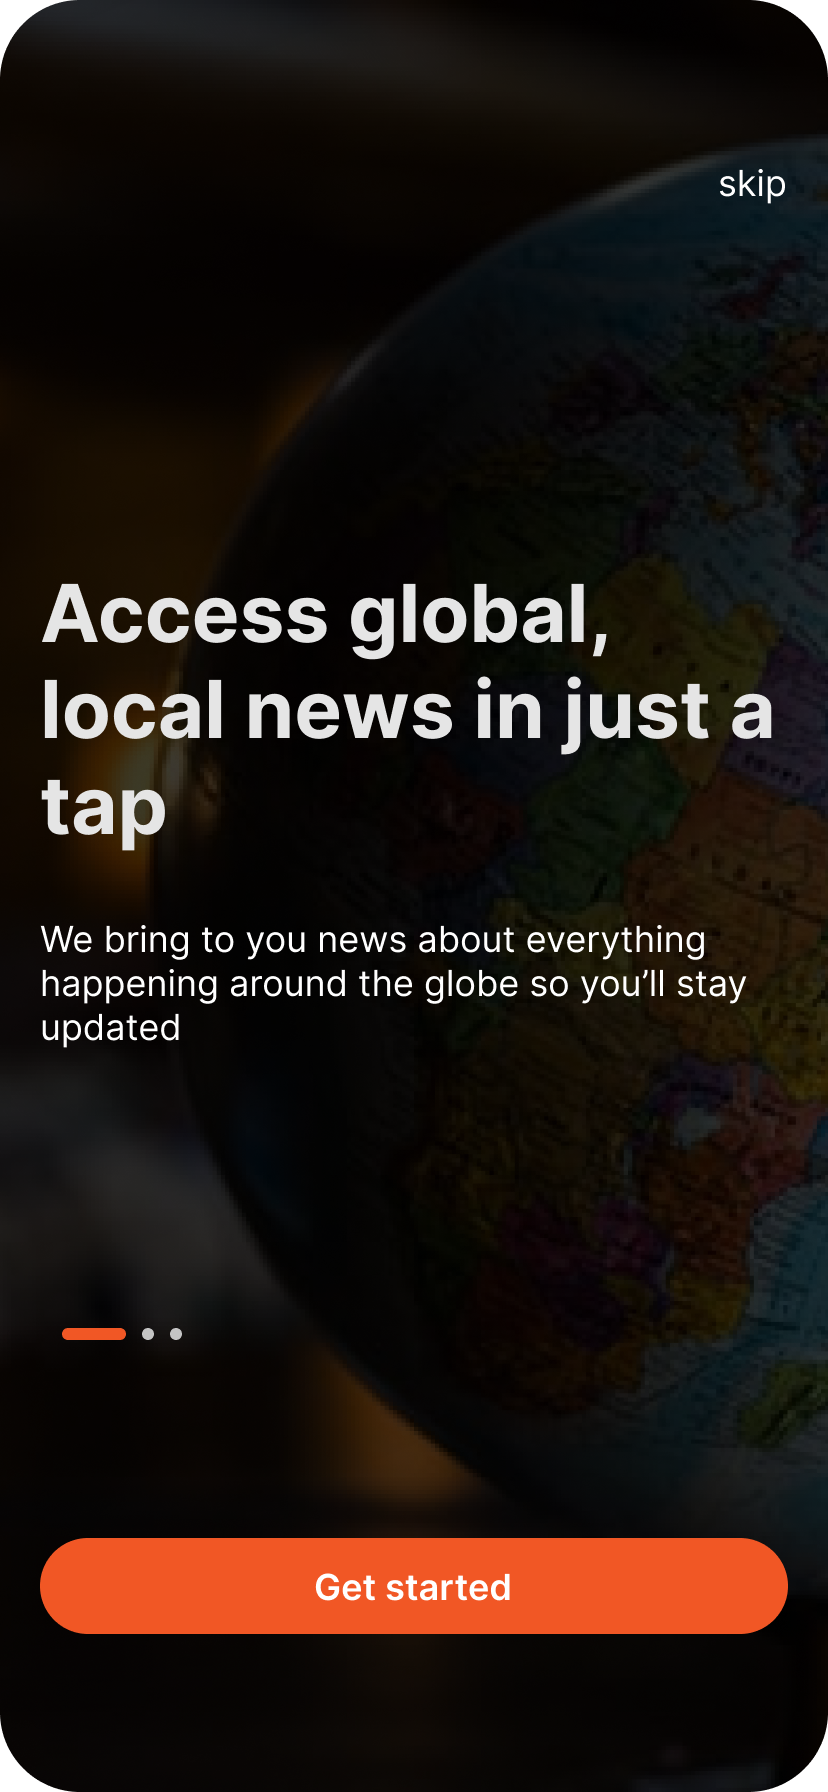 skip
Access global,
local news in just a
tap
We bring to you news about everything
happening around the globe so you’ll stay
updated
Get started